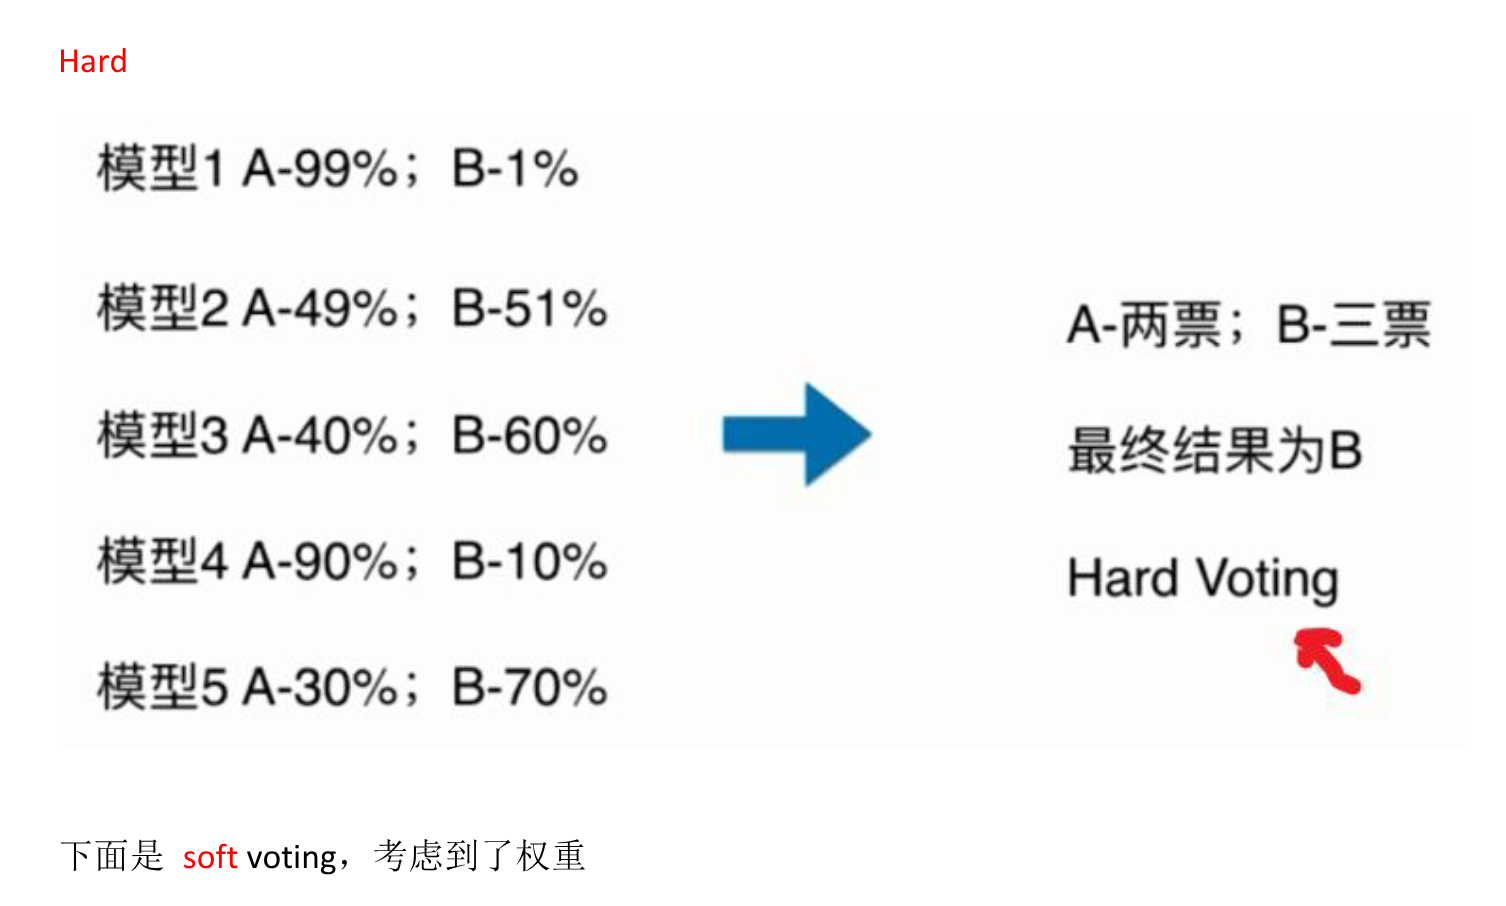 Hard
模型1 A-99%；B-1%
模型2 A-49%；B-51%
模型3 A-40%；B-60%
模型4 A-90%；B-10%
模型5 A-30%；B-70%
A-两票；B-三票
最终结果为B
Hard Voting
下面是 soft voting，考虑到了权重